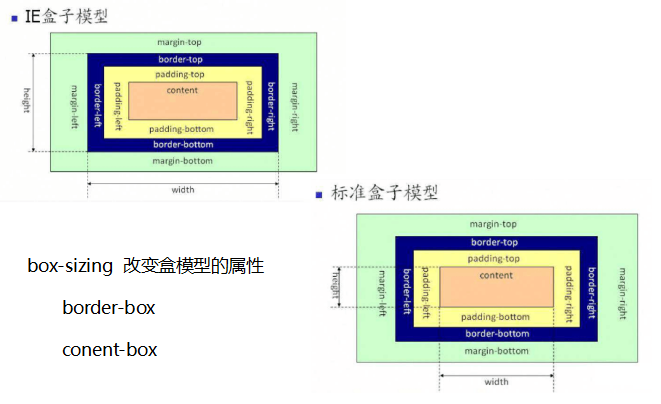 IE盒子模型
margin-top
border-top
padding-top
content
height
margin-left
border-left
padding-left
padding-right
border-right
margin-right
padding-bottom
border-bottom
margin-bottom
width
标准盒子模型
margin-top
border-top
padding-top
content
height
margin-left
border-left
padding-left
padding-right
border-right
margin-right
padding-bottom
border-bottom
margin-bottom
width
box-sizing 改变盒模型的属性
border-box
conent-box